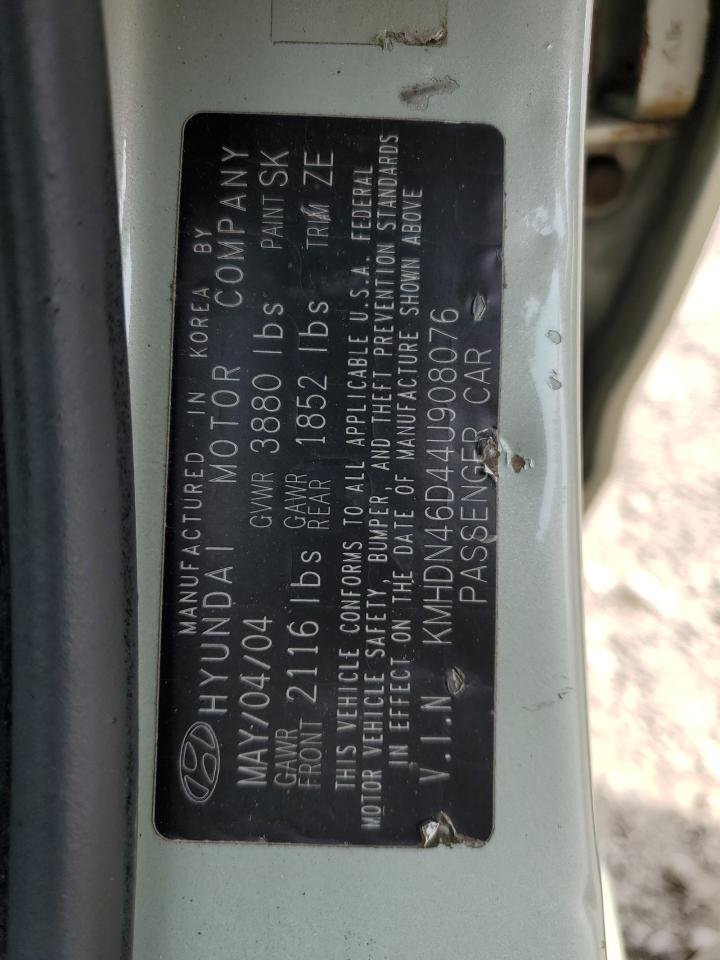 MANUFACTURED IN KOREA BY
HYUNDAI MOTOR COMPANY
MAY/04/04 GVWR 3880 lbs PAINT SK
GAWR FRONT 2116 lbs GAWR REAR 1852 lbs TRIM ZE
THIS VEHICLE CONFORMS TO ALL APPLICABLE U.S.A. FEDERAL
MOTOR VEHICLE SAFETY, BUMPER, AND THEFT PREVENTION STANDARDS
IN EFFECT ON THE DATE OF MANUFACTURE SHOWN ABOVE
V.I.N KMHDN46D44U908076
PASSENGER CAR